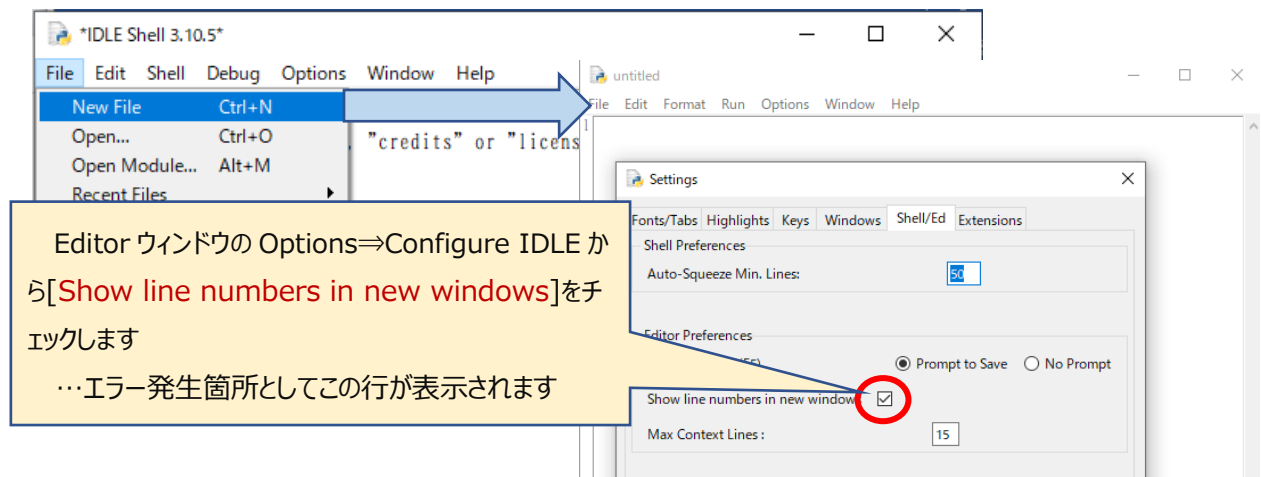 *IDLE Shell 3.10.5*
File Edit Shell Debug Options Window Help
New File Ctrl+N
Open... Ctrl+O
Open Module... Alt+M
Recent Files
"credits" or "licens
untitled
File Edit Format Run Options Window Help
1
Settings
Fonts/Tabs Highlights Keys Windows Shell/Ed Extensions
Shell Preferences
Auto-Squeeze Min. Lines: 50
Editor Preferences
Prompt to Save No Prompt
Show line numbers in new window
Max Context Lines : 15
Editor ウィンドウの Options⇒Configure IDLE か
ら[Show line numbers in new windows]をチ
ェックします
…エラー発生箇所としてこの行が表示されます